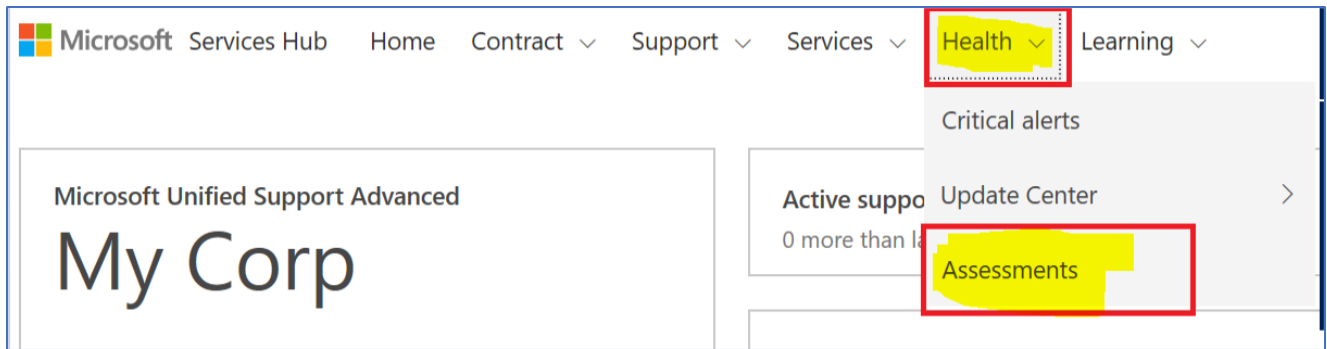 Microsoft Services Hub Home Contract Support Services Health Learning
Critical alerts
Microsoft Unified Support Advanced
My Corp
Active suppo
0 more than la
Update Center
Assessments